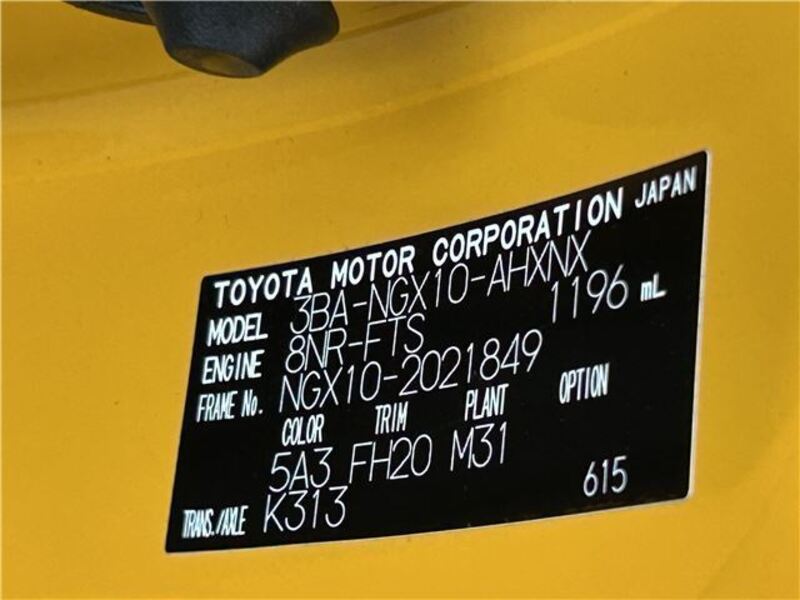 TOYOTA MOTOR CORPORATION JAPAN
MODEL 3BA-NGX10-AHXNX
ENGINE 8NR-FTS 1196 mL
FRAME No. NGX10-2021849
COLOR TRIM PLANT OPTION
5A3 FH20 M31
TRANS./AXLE K313 615